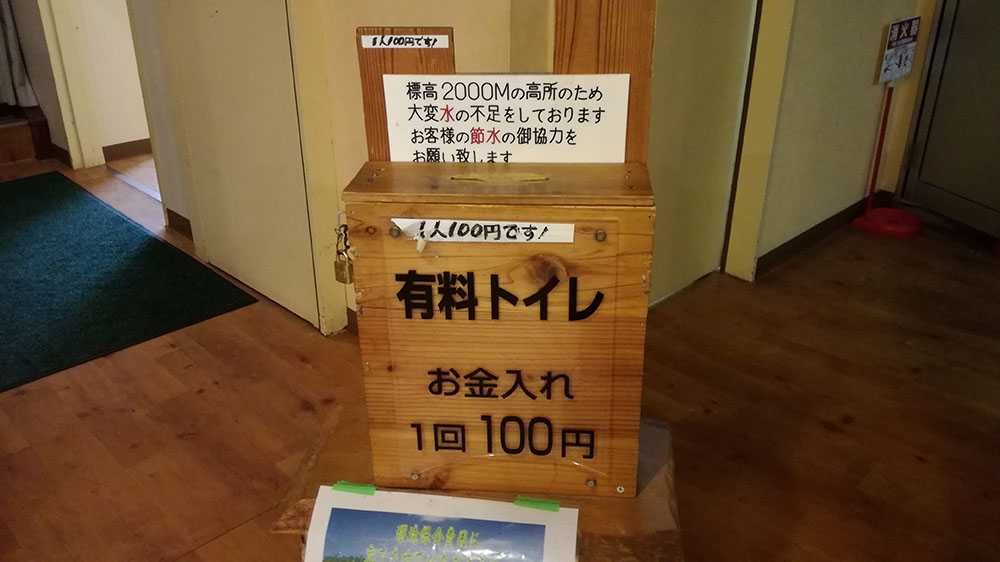 1人100円です!
標高2000Mの高所のため
大変水の不足をしております
お客様の節水の御協力を
お願い致します
1人100円です!
有料トイレ
お金入れ
1回100円